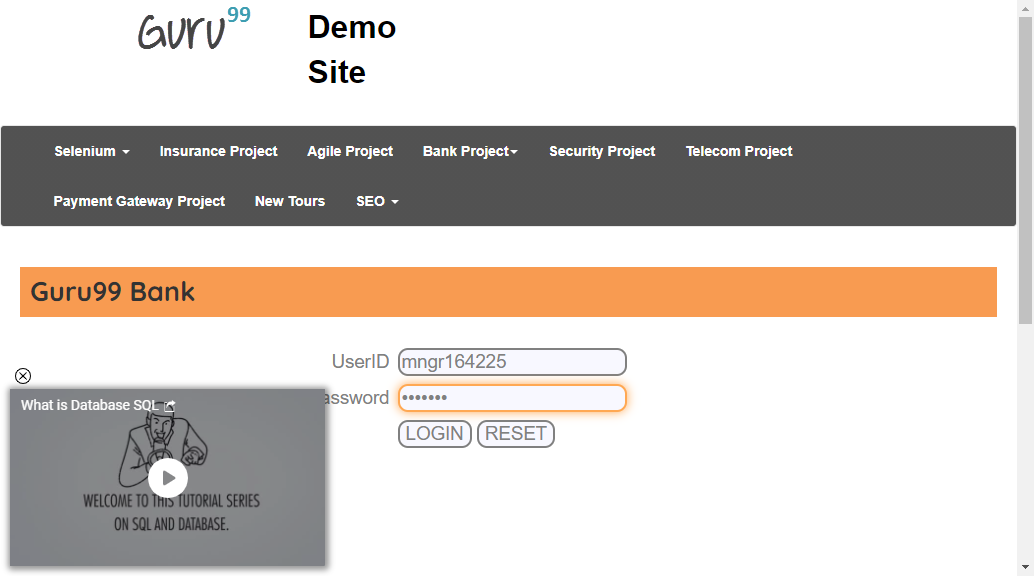 Guru99
Demo
Site
Selenium Insurance Project Agile Project Bank Project Security Project Telecom Project
Payment Gateway Project New Tours SEO
Guru99 Bank
UserID mngr164225
assword •••••••
LOGIN RESET
What is Database SQL
WELCOME TO THIS TUTORIAL SERIES
ON SQL AND DATABASE.